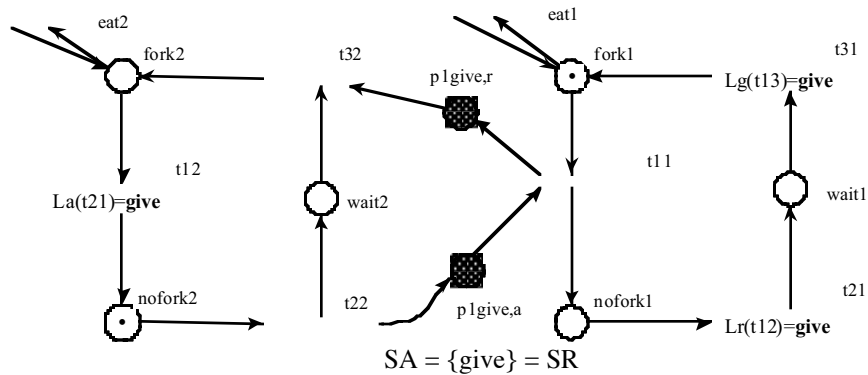 eat2
eat1
fork2
t32
p1give,r
fork1
t31
Lg(t13)=give
t12
t11
La(t21)=give
wait2
wait1
nofork2
t22
p1give,a
nofork1
t21
Lr(t12)=give
SA = {give} = SR